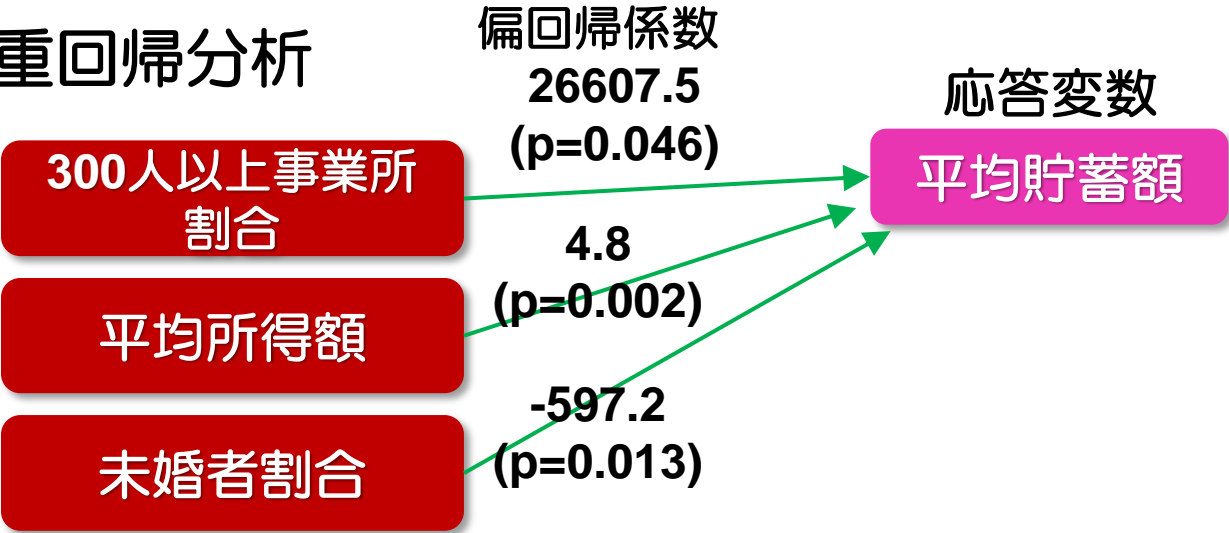 重回帰分析
偏回帰係数
26607.5
(p=0.046)
応答変数
300人以上事業所
割合
平均貯蓄額
4.8
(p=0.002)
平均所得額
-597.2
(p=0.013)
未婚者割合